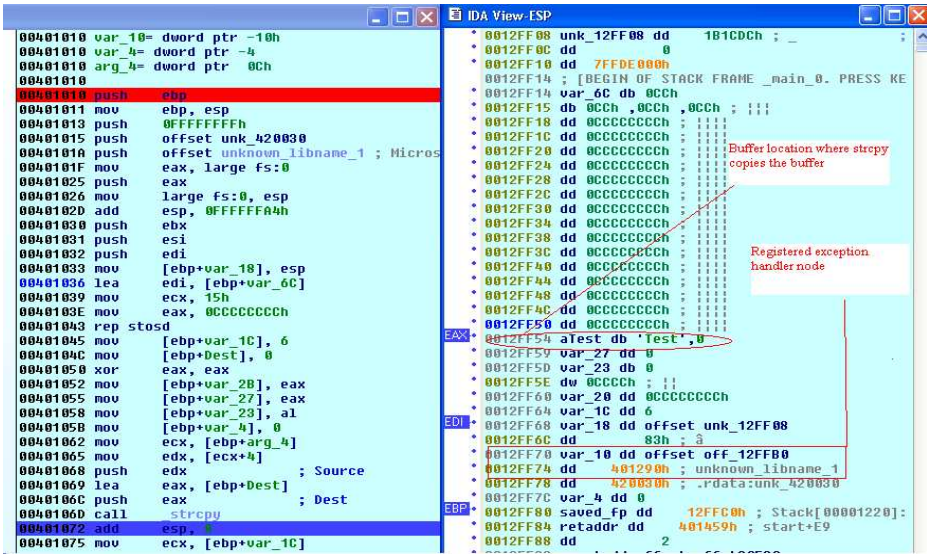 00401010 var_10= dword ptr -10h
00401010 var_4= dword ptr -4
00401010 arg_4= dword ptr  0Ch
00401010
00401010 push    ebp
00401011 mov     ebp, esp
00401013 push    0FFFFFFFFh
00401015 push    offset unk_420030
0040101A push    offset unknown_libname_1 ; Micros
0040101F mov     eax, large fs:0
00401025 push    eax
00401026 mov     large fs:0, esp
0040102D add     esp, 0FFFFFFA4h
00401030 push    ebx
00401031 push    esi
00401032 push    edi
00401033 mov     [ebp+var_18], esp
00401036 lea     edi, [ebp+var_6C]
00401039 mov     ecx, 15h
0040103E mov     eax, 0CCCCCCCCh
00401043 rep stosd
00401045 mov     [ebp+var_1C], 6
0040104C mov     [ebp+Dest], 0
00401050 xor     eax, eax
00401052 mov     [ebp+var_2B], eax
00401055 mov     [ebp+var_27], eax
00401058 mov     [ebp+var_23], al
0040105B mov     [ebp+var_4], 0
00401062 mov     ecx, [ebp+arg_4]
00401065 mov     edx, [ecx+4]
00401068 push    edx             ; Source
00401069 lea     eax, [ebp+Dest]
0040106C push    eax             ; Dest
0040106D call    _strcpy
00401072 add     esp, 8
00401075 mov     ecx, [ebp+var_1C]
IDA View-ESP
0012FF08 unk_12FF08 dd    1B1CDCh ; _ ;
0012FF0C dd         0
0012FF10 dd  7FFDE000h
0012FF14 ; [BEGIN OF STACK FRAME _main_0. PRESS KE
0012FF14 var_6C db 0CCh
0012FF15 db 0CCh ,0CCh ,0CCh ; ¦¦¦
0012FF18 dd 0CCCCCCCCh ; ¦¦¦¦
0012FF1C dd 0CCCCCCCCh ; ¦¦¦¦
0012FF20 dd 0CCCCCCCCh ; ¦¦¦¦
0012FF24 dd 0CCCCCCCCh ; ¦¦¦¦
0012FF28 dd 0CCCCCCCCh ; ¦¦¦¦
0012FF2C dd 0CCCCCCCCh ; ¦¦¦¦
0012FF30 dd 0CCCCCCCCh ; ¦¦¦¦
0012FF34 dd 0CCCCCCCCh ; ¦¦¦¦
0012FF38 dd 0CCCCCCCCh ; ¦¦¦¦
0012FF3C dd 0CCCCCCCCh ; ¦¦¦¦
0012FF40 dd 0CCCCCCCCh ; ¦¦¦¦
0012FF44 dd 0CCCCCCCCh ; ¦¦¦¦
0012FF48 dd 0CCCCCCCCh ; ¦¦¦¦
0012FF4C dd 0CCCCCCCCh ; ¦¦¦¦
0012FF50 dd 0CCCCCCCCh ; ¦¦¦¦
EAX 0012FF54 aTest db 'Test',0
0012FF59 var_27 dd 0
0012FF5D var_23 db 0
0012FF5E dw 0CCCCh ; ¦¦
0012FF60 var_20 dd 0CCCCCCCCh
0012FF64 var_1C dd 6
EDI 0012FF68 var_18 dd offset unk_12FF08
0012FF6C dd       83h ; â
0012FF70 var_10 dd offset off_12FFB0
0012FF74 dd   401290h ; unknown_libname_1
0012FF78 dd   420030h ; .rdata:unk_420030
0012FF7C var_4 dd 0
EBP 0012FF80 saved_fp dd    12FFC0h ; Stack[00001220]:
0012FF84 retaddr dd    401459h ; start+E9
0012FF88 dd         2
Buffer location where strcpy
copies the buffer
Registered exception
handler node